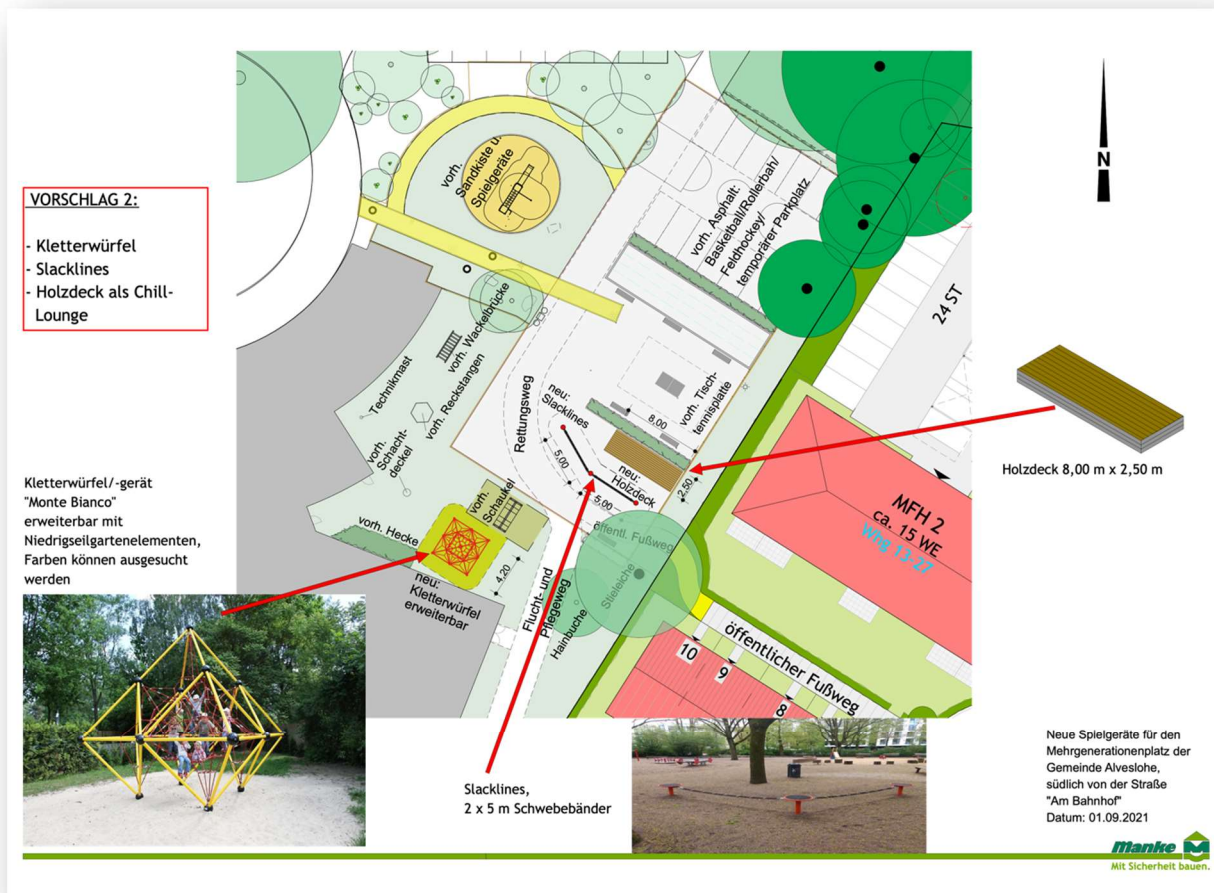 VORSCHLAG 2:
- Kletterwürfel
- Slacklines
- Holzdeck als Chill-
Lounge
N
vorh.
Sandkiste u.
Spielgeräte
vorh. Asphalt:
Basketball/Rollerbah/
Feldhockey/
temporärer Parkplatz
24 ST
Technikmast
vorh. Wackelbrücke
vorh. Reckstangen
vorh.
Schacht-
deckel
Rettungsweg
neu:
Slacklines
8,00
vorh. Tisch-
tennisplatte
5,00
neu:
Holzdeck
5,00
2,50
Holzdeck 8,00 m x 2,50 m
MFH 2
ca. 15 WE
Whg 13-27
Kletterwürfel/-gerät
"Monte Bianco"
erweiterbar mit
Niedrigseilgartenelementen,
Farben können ausgesucht
werden
vorh. Hecke
vorh.
Schaukel
öffentl. Fußweg
4,20
neu:
Kletterwürfel
erweiterbar
Flucht- und
Pflegeweg
Hainbuche
Stieleiche
öffentlicher Fußweg
10
9
8
Slacklines,
2 x 5 m Schwebebänder
Neue Spielgeräte für den
Mehrgenerationenplatz der
Gemeinde Alveslohe,
südlich von der Straße
"Am Bahnhof"
Datum: 01.09.2021
Manke
Mit Sicherheit bauen.